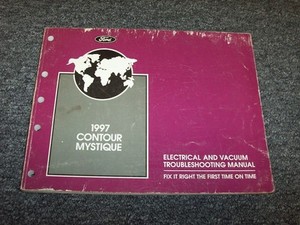 Ford
1997
CONTOUR
MYSTIQUE
ELECTRICAL AND VACUUM
TROUBLESHOOTING MANUAL
FIX IT RIGHT THE FIRST TIME ON TIME